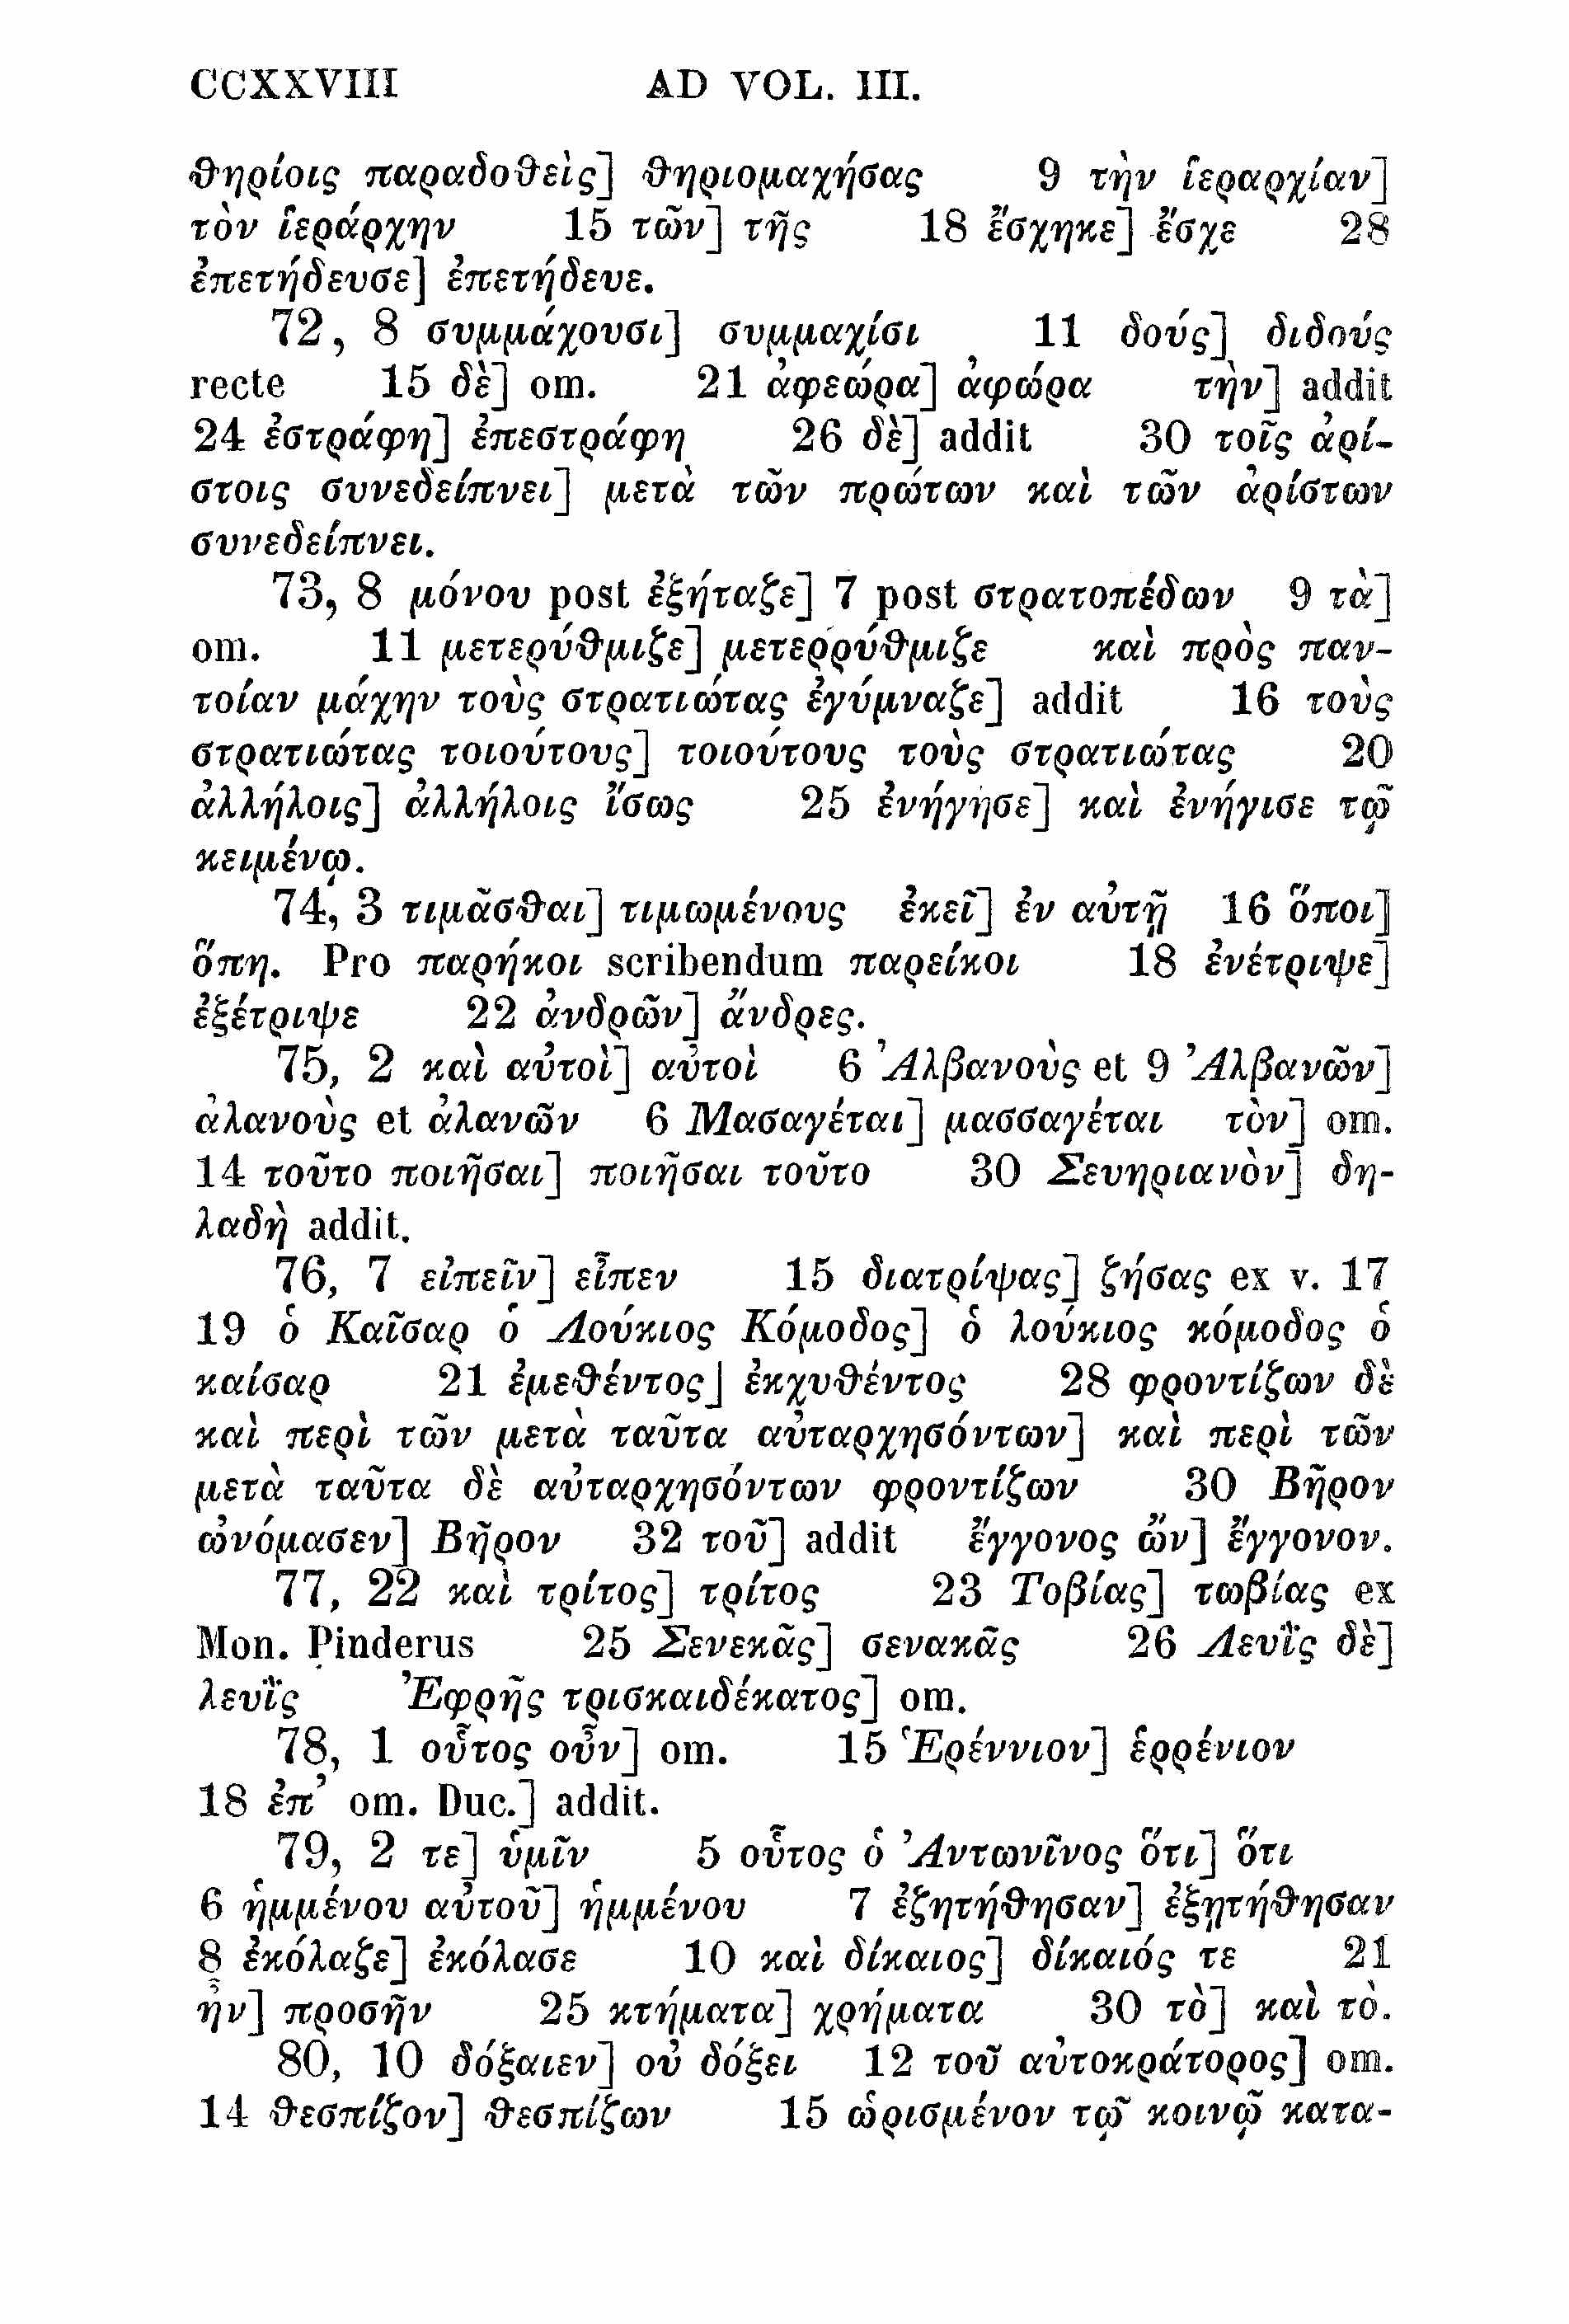 CCXXVIII AD VOL. III.
θηρίοις παραδοθεὶς] θηριομαχήσας 9 τὴν ἱεραρχίαν]
τὸν ἱεράρχην 15 τῶν] τῆς 18 ἔσχηκε] ἔσχε 28
ἐπετήδευσε] ἐπετήδευε.
72, 8 συμμάχουσι] συμμαχίσι 11 δούς] διδούς
recte 15 δὲ] om. 21 ἀφεώρα] ἀφώρα τὴν] addit
24 ἐστράφη] ἐπεστράφη 26 δὲ] addit 30 τοῖς ἀρί-
στοις συνεδείπνει] μετὰ τῶν πρώτων καὶ τῶν ἀρίστων
συνεδείπνει.
73, 8 μόνου post ἐξήταζε] 7 post στρατοπέδων 9 τὰ]
om. 11 μετερύθμιζε] μετερρύθμιζε καὶ πρὸς παν-
τοίαν μάχην τοὺς στρατιώτας ἐγύμναζε] addit 16 τοὺς
στρατιώτας τοιούτους] τοιούτους τοὺς στρατιώτας 20
ἀλλήλοις] ἀλλήλοις ἴσως 25 ἐνήγησε] καὶ ἐνήγισε τῷ
κειμένῳ.
74, 3 τιμᾶσθαι] τιμωμένους ἐκεῖ] ἐν αὐτῇ 16 ὅποι]
ὅπη. Pro παρήκοι scribendum παρείκοι 18 ἐνέτριψε]
ἐξέτριψε 22 ἀνδρῶν] ἄνδρες.
75, 2 καὶ αὐτοὶ] αὐτοὶ 6 Ἀλβανοὺς et 9 Ἀλβανῶν]
ἀλανοὺς et ἀλανῶν 6 Μασαγέται] μασσαγέται τὸν] om.
14 τοῦτο ποιῆσαι] ποιῆσαι τοῦτο 30 Σευηριανὸν] δη-
λαδὴ addit.
76, 7 εἰπεῖν] εἶπεν 15 διατρίψας] ζήσας ex v. 17
19 ὁ Καῖσαρ ὁ Λούκιος Κόμοδος] ὁ λούκιος κόμοδος ὁ
καίσαρ 21 ἐμεθέντος] ἐκχυθέντος 28 φροντίζων δὲ
καὶ περὶ τῶν μετὰ ταῦτα αὐταρχησόντων] καὶ περὶ τῶν
μετὰ ταῦτα δὲ αὐταρχησόντων φροντίζων 30 Βῆρον
ὠνόμασεν] Βῆρον 32 τοῦ] addit ἔγγονος ὢν] ἔγγονον.
77, 22 καὶ τρίτος] τρίτος 23 Τοβίας] τωβίας ex
Mon. Pinderus 25 Σενεκᾶς] σενακᾶς 26 Λευῒς δὲ]
λευῒς Ἐφρῆς τρισκαιδέκατος] om.
78, 1 οὗτος οὖν] om. 15 Ἑρέννιον] ἑρρένιον
18 ἐπ’ om. Duc.] addit.
79, 2 τε] ὑμῖν 5 οὗτος ὁ Ἀντωνῖνος ὅτι] ὅτι
6 ἡμμένου αὐτοῦ] ἡμμένου 7 ἐζητήθησαν] ἐξῃτήθησαν
8 ἐκόλαζε] ἐκόλασε 10 καὶ δίκαιος] δίκαιός τε 21
ἦν] προσῆν 25 κτήματα] χρήματα 30 τὸ] καὶ τὸ.
80, 10 δόξαιεν] οὐ δόξει 12 τοῦ αὐτοκράτορος] om.
14 θεσπίζον] θεσπίζων 15 ὡρισμένον τῷ κοινῷ κατα-